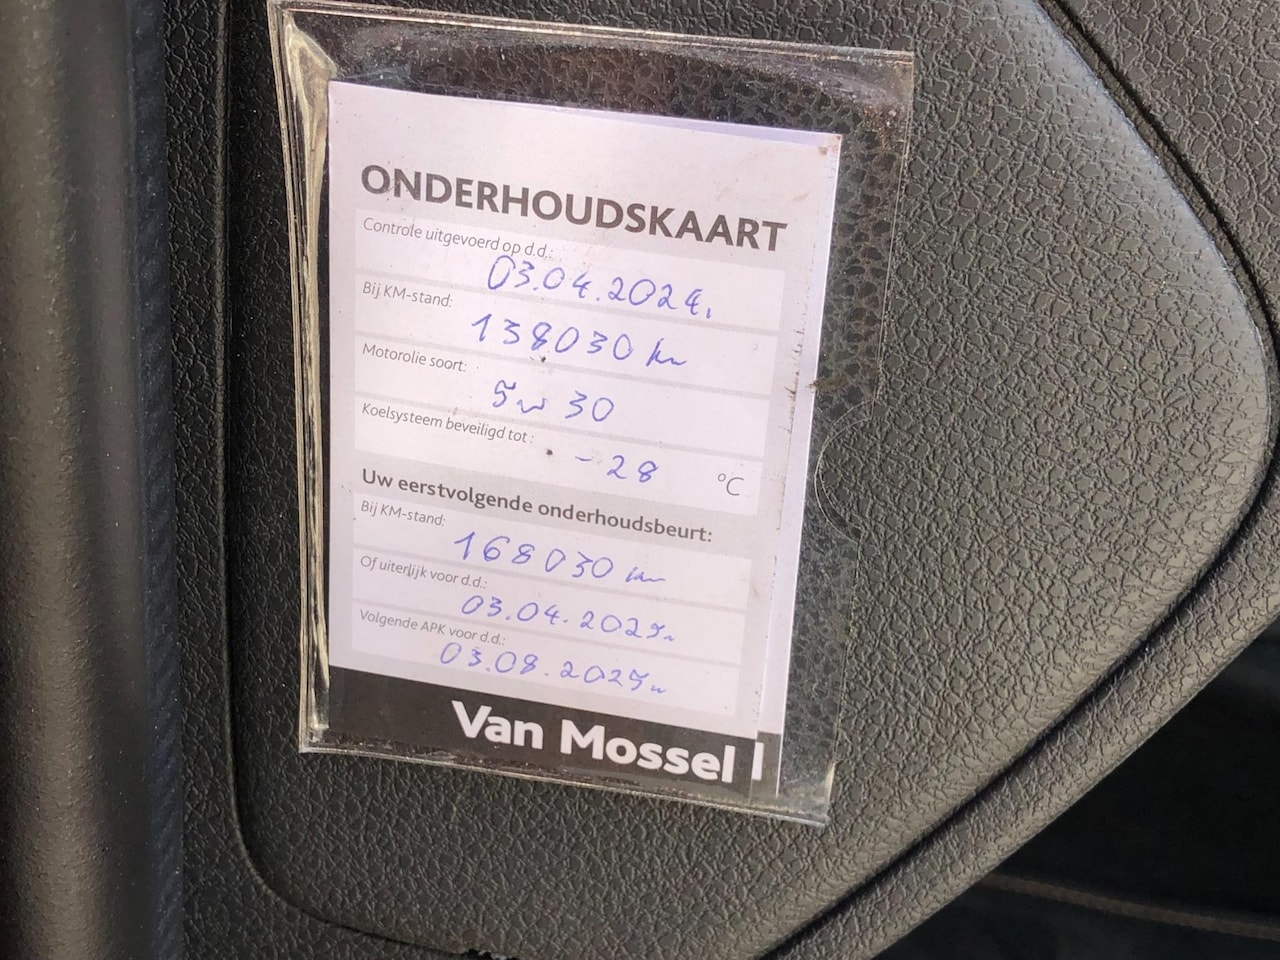 ONDERHOUDSKAART
Controle uitgevoerd op d.d.:
03.04.2024.
Bij KM-stand:
138030 km
Motorolie soort:
5w30
Koelsysteem beveiligd tot:
-28 °C
Uw eerstvolgende onderhoudsbeurt:
Bij KM-stand:
168030 km
Of uiterlijk voor d.d.:
03.04.2025.
Volgende APK voor d.d.:
03.08.2025.
Van Mossel